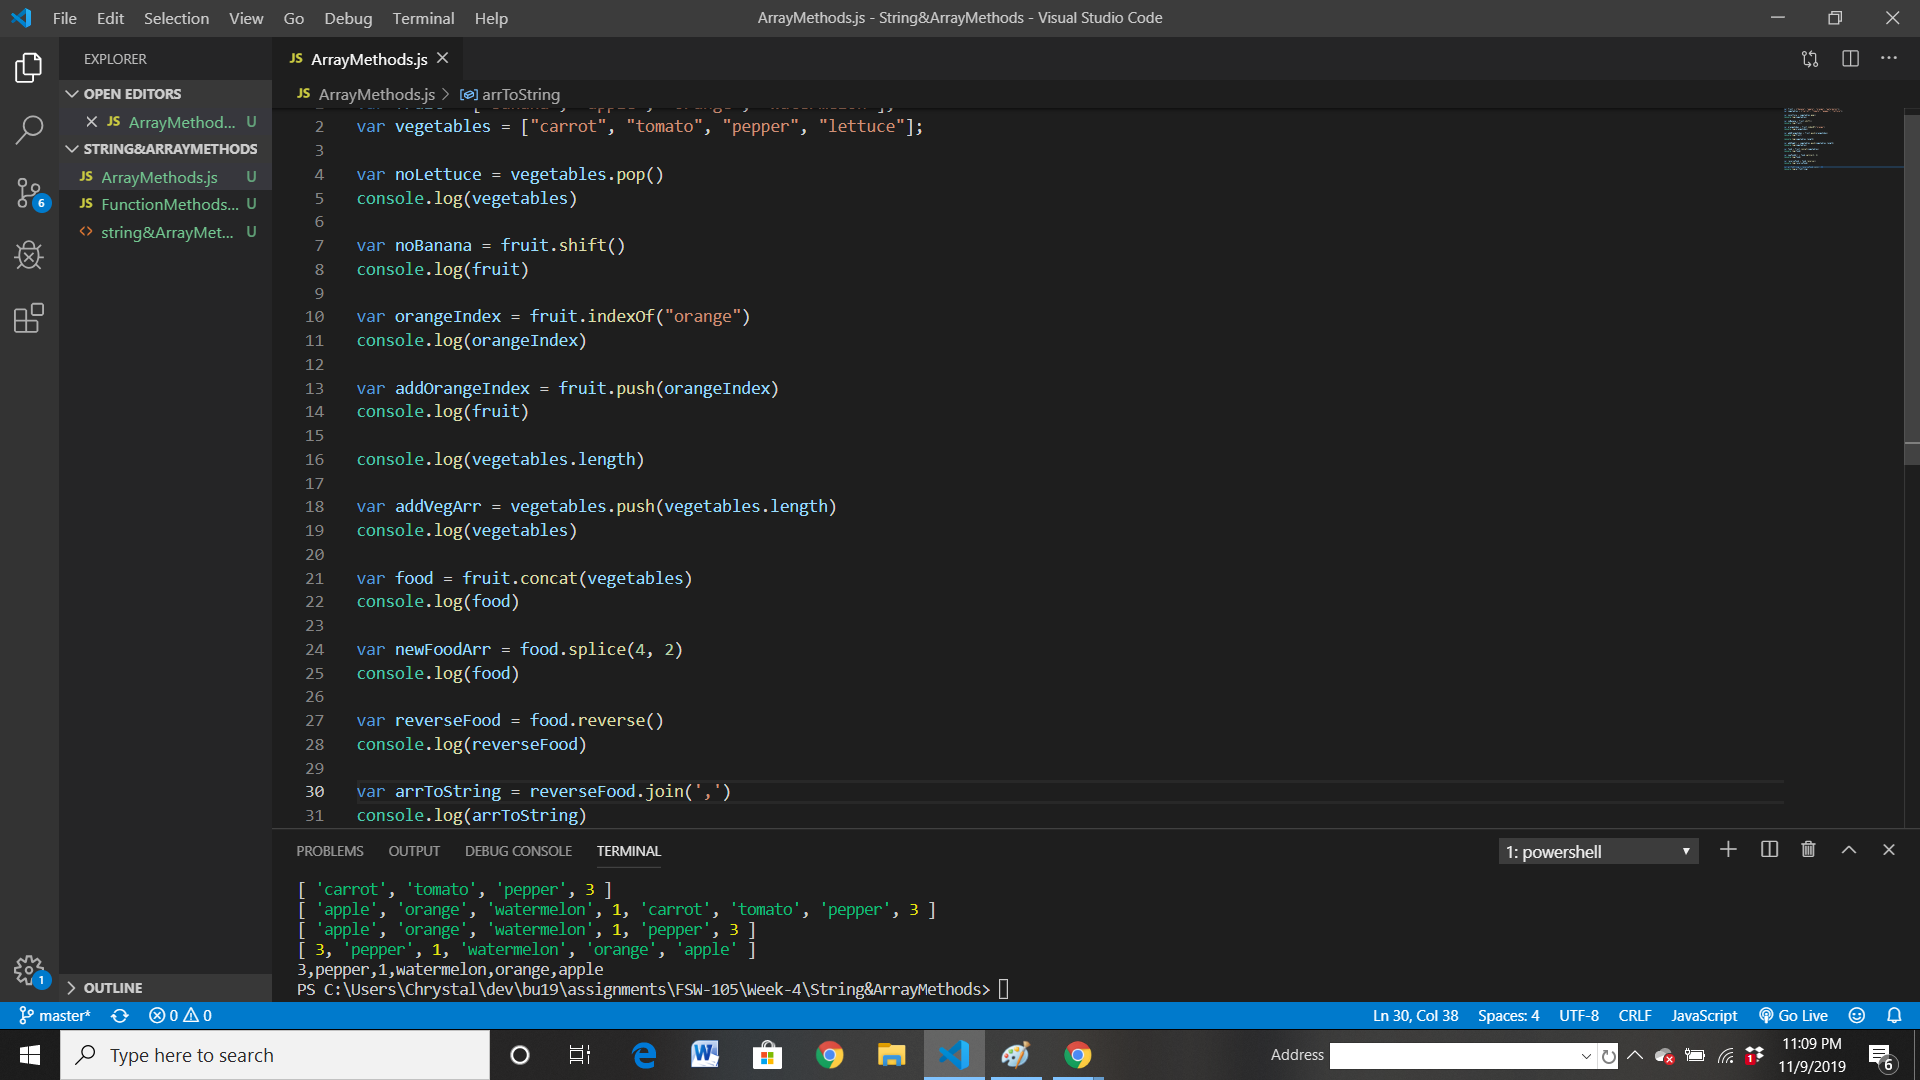 File Edit Selection View Go Debug Terminal Help
ArrayMethods.js - String&ArrayMethods - Visual Studio Code
EXPLORER
OPEN EDITORS
JS ArrayMethod... U
STRING&ARRAYMETHODS
JS ArrayMethods.js U
JS FunctionMethods... U
<> string&ArrayMet... U
OUTLINE
6
1
JS ArrayMethods.js
JS ArrayMethods.js > arrToString
2 var vegetables = ["carrot", "tomato", "pepper", "lettuce"];
3
4 var noLettuce = vegetables.pop()
5 console.log(vegetables)
6
7 var noBanana = fruit.shift()
8 console.log(fruit)
9
10 var orangeIndex = fruit.indexOf("orange")
11 console.log(orangeIndex)
12
13 var addOrangeIndex = fruit.push(orangeIndex)
14 console.log(fruit)
15
16 console.log(vegetables.length)
17
18 var addVegArr = vegetables.push(vegetables.length)
19 console.log(vegetables)
20
21 var food = fruit.concat(vegetables)
22 console.log(food)
23
24 var newFoodArr = food.splice(4, 2)
25 console.log(food)
26
27 var reverseFood = food.reverse()
28 console.log(reverseFood)
29
30 var arrToString = reverseFood.join(',')
31 console.log(arrToString)
PROBLEMS OUTPUT DEBUG CONSOLE TERMINAL
1: powershell
[ 'carrot', 'tomato', 'pepper', 3 ]
[ 'apple', 'orange', 'watermelon', 1, 'carrot', 'tomato', 'pepper', 3 ]
[ 'apple', 'orange', 'watermelon', 1, 'pepper', 3 ]
[ 3, 'pepper', 1, 'watermelon', 'orange', 'apple' ]
3,pepper,1,watermelon,orange,apple
PS C:\Users\Chrystal\dev\bu19\assignments\FSW-105\Week-4\String&ArrayMethods>
master* 0 0
Ln 30, Col 38 Spaces: 4 UTF-8 CRLF JavaScript Go Live
Type here to search
Address
11:09 PM
11/9/2019
6